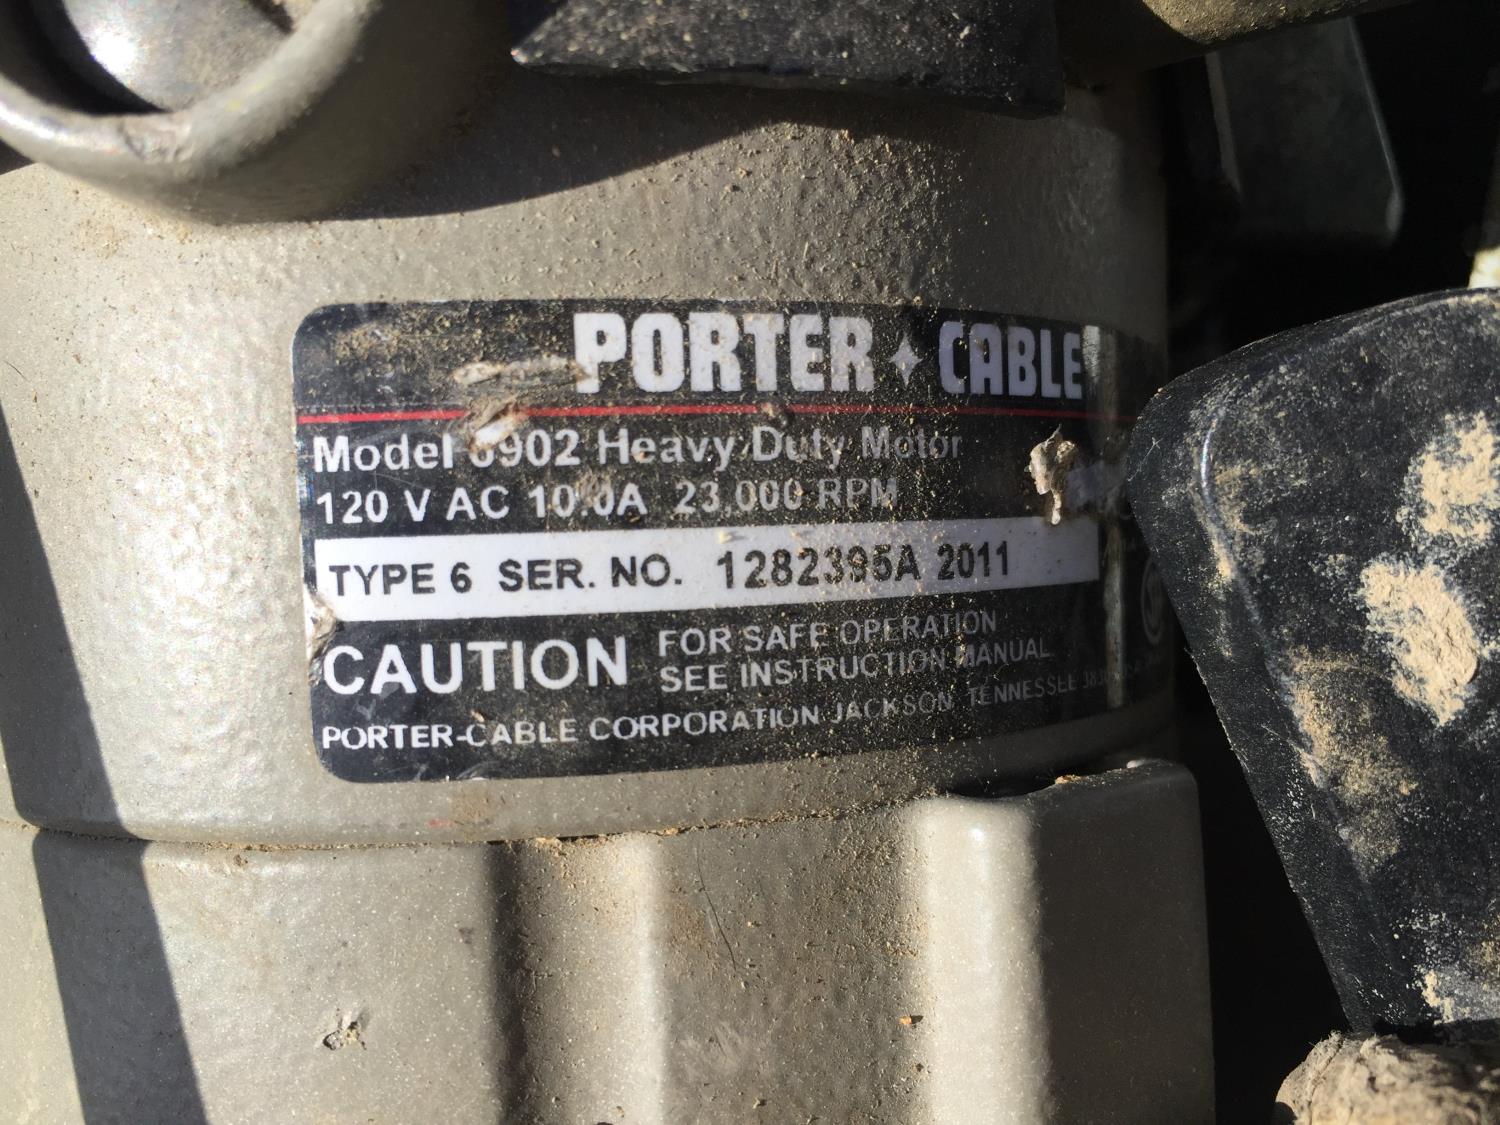 PORTER CABLE
Model 6902 Heavy Duty Motor
120 V AC 10.0A 23,000 RPM
TYPE 6 SER. NO. 1282395A 2011
CAUTION FOR SAFE OPERATION
SEE INSTRUCTION MANUAL
PORTER-CABLE CORPORATION JACKSON, TENNESSEE